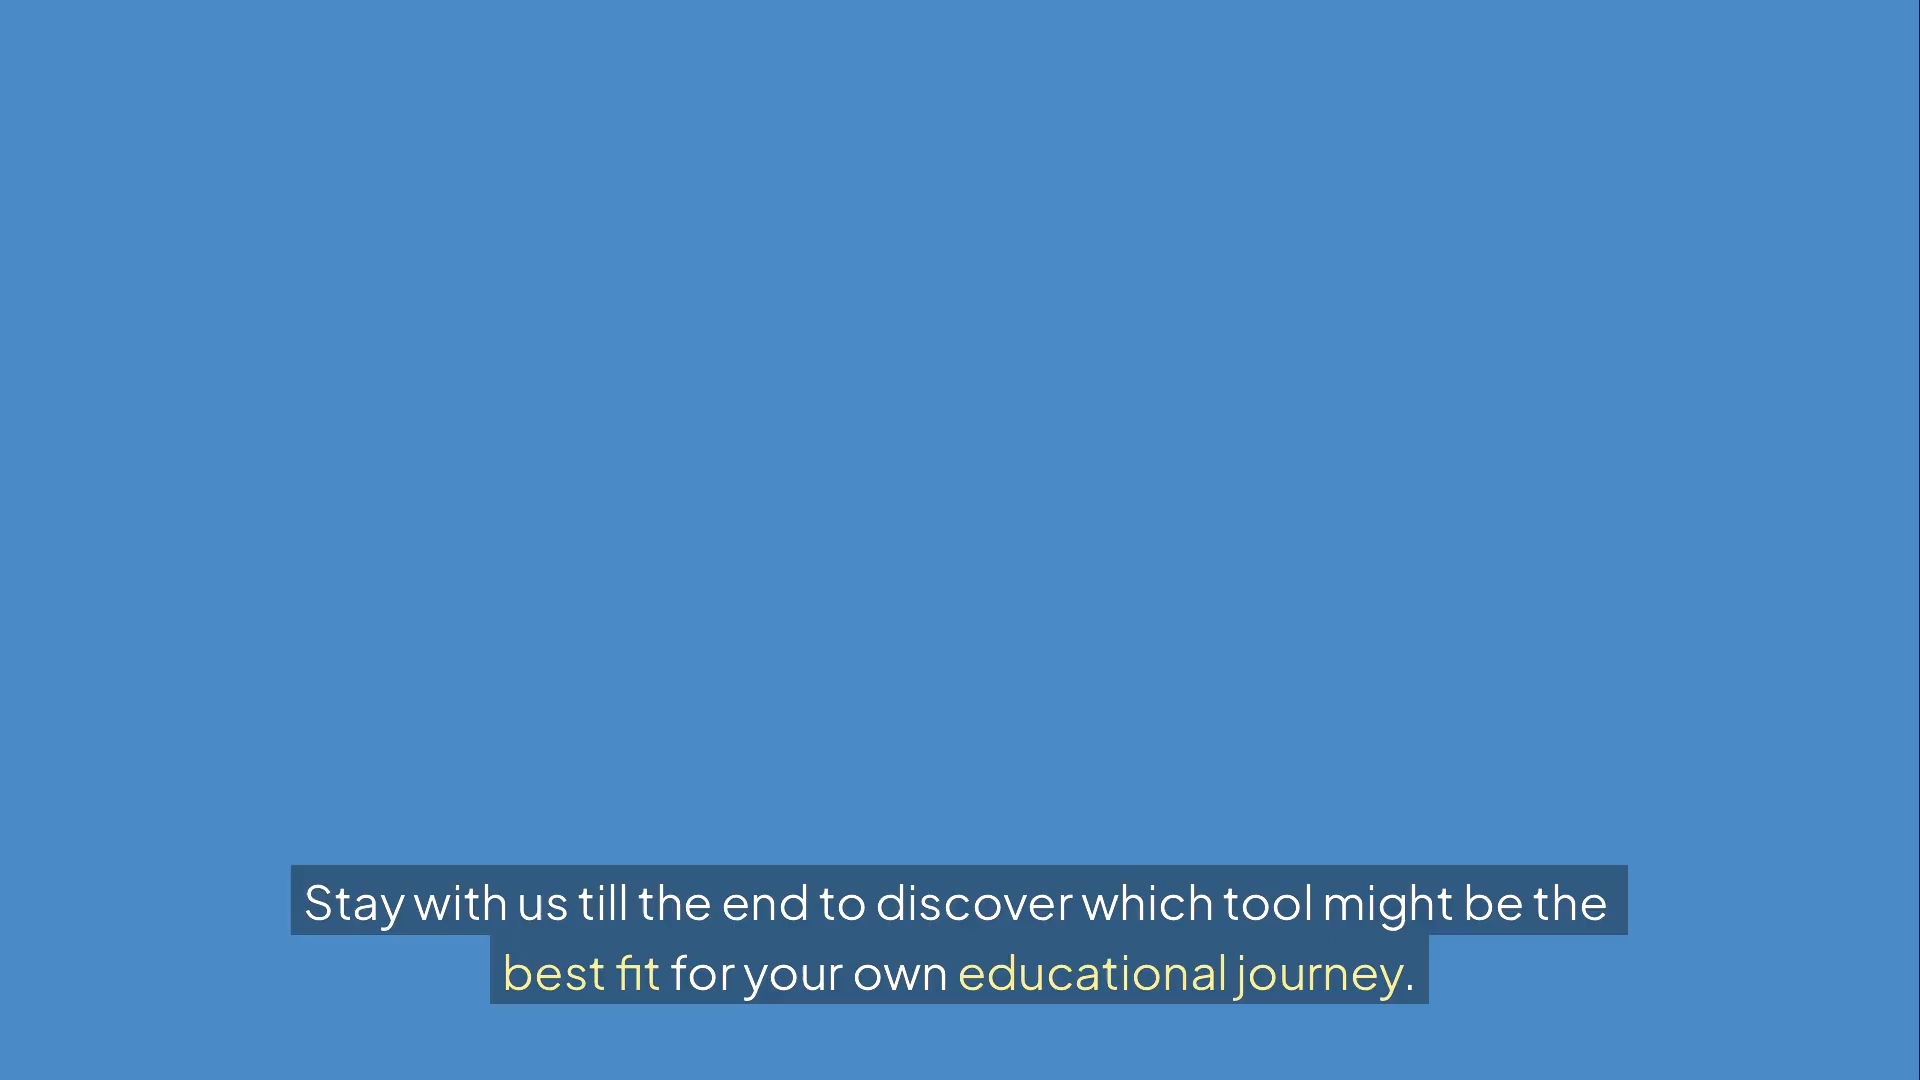 Stay with us till the end to discover which tool might be the
best fit for your own educational journey.